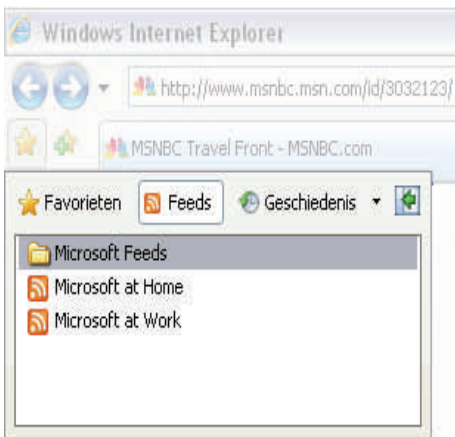 Windows Internet Explorer
http://www.msnbc.msn.com/id/3032123/
MSNBC Travel Front - MSNBC.com
Favorieten Feeds Geschiedenis
Microsoft Feeds
Microsoft at Home
Microsoft at Work